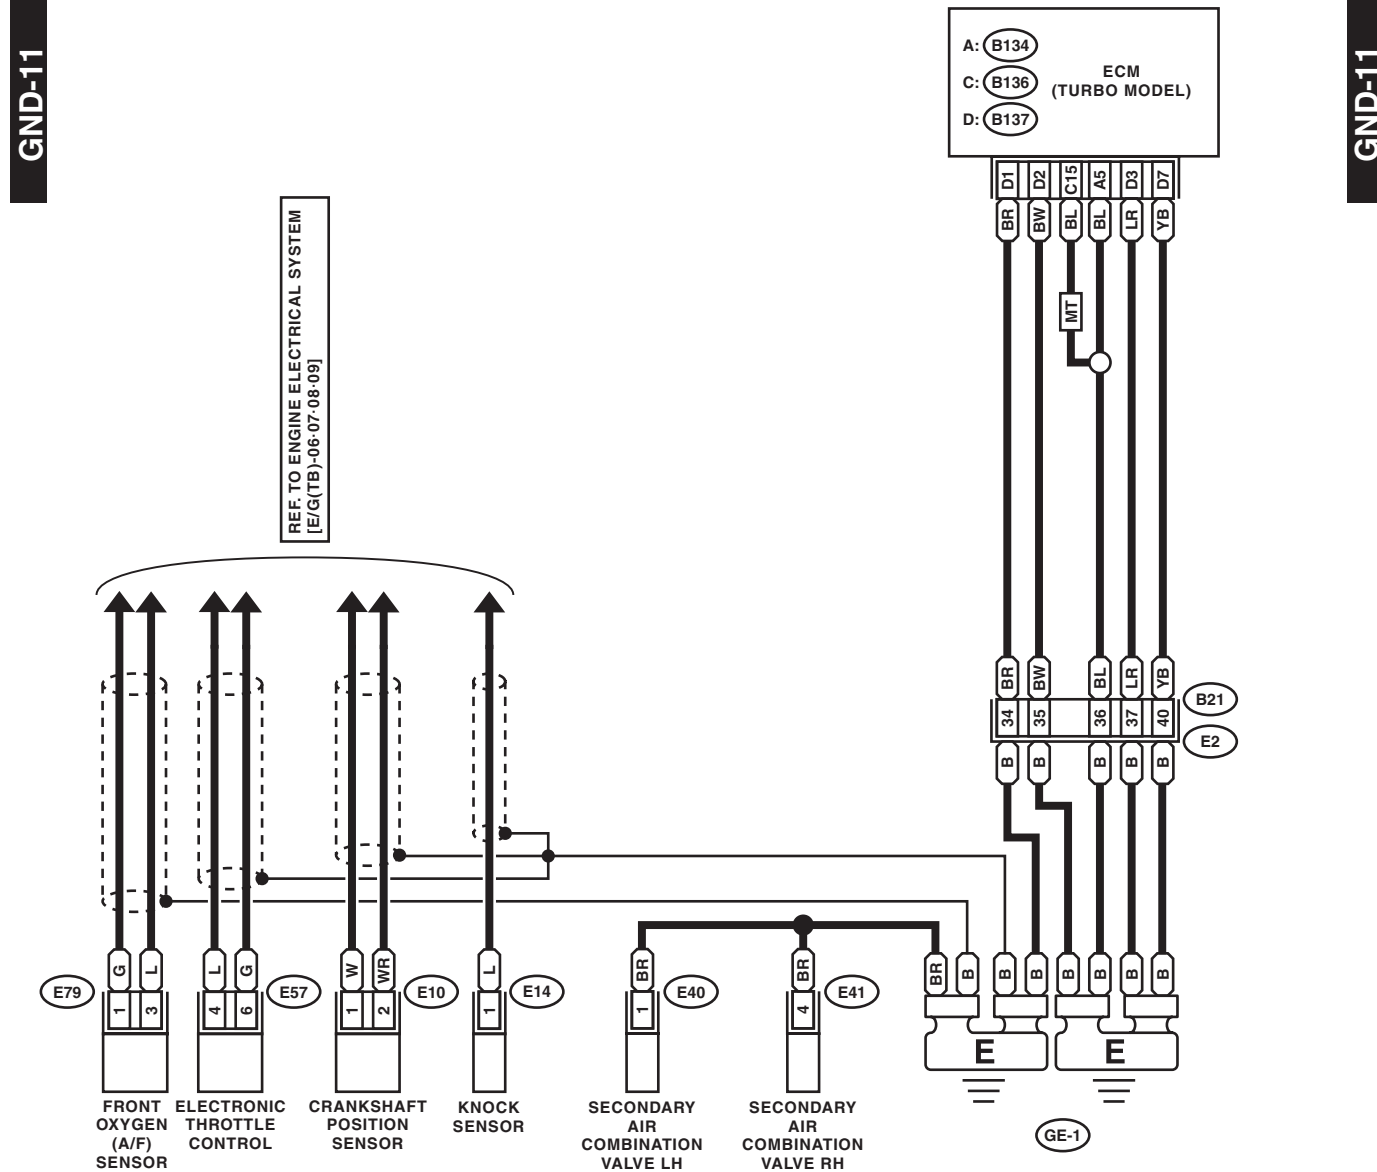 GND-11
GND-11
A: B134
C: B136
D: B137
ECM
(TURBO MODEL)
D1 D2 C15 A5 D3 D7
BR BW BL BL LR YB
MT
REF. TO ENGINE ELECTRICAL SYSTEM
[E/G(TB)-06·07·08·09]
BR BW BL LR YB
34 35 36 37 40
B21
E2
B B B B B
G L L G W WR L BR BR BR B B B B B B B
E79 E57 E10 E14 E40 E41
1 3 4 6 1 2 1 1 4
E E
FRONT
OXYGEN
(A/F)
SENSOR
ELECTRONIC
THROTTLE
CONTROL
CRANKSHAFT
POSITION
SENSOR
KNOCK
SENSOR
SECONDARY
AIR
COMBINATION
VALVE LH
SECONDARY
AIR
COMBINATION
VALVE RH
GE-1